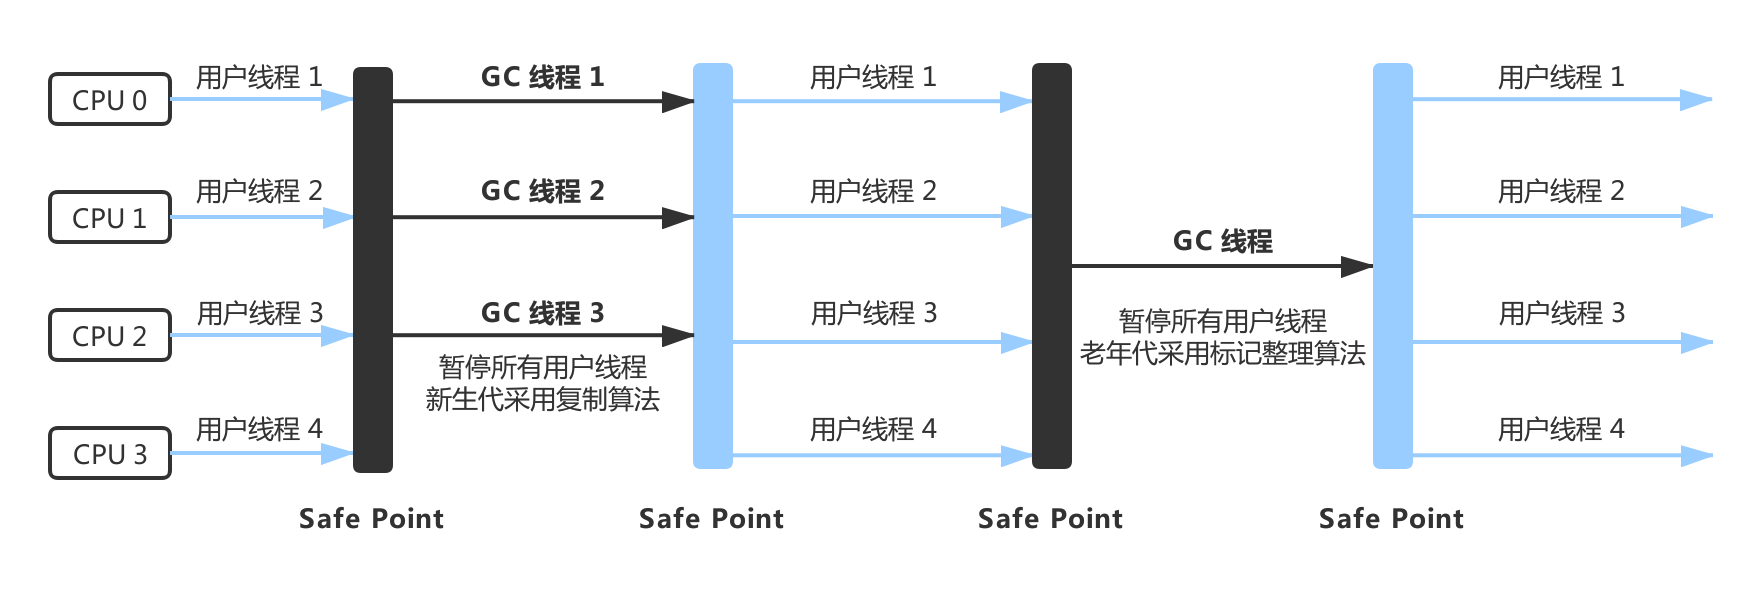 CPU 0
用户线程 1
GC 线程 1
用户线程 1
用户线程 1
CPU 1
用户线程 2
GC 线程 2
用户线程 2
用户线程 2
GC 线程
暂停所有用户线程
老年代采用标记整理算法
CPU 2
用户线程 3
GC 线程 3
用户线程 3
用户线程 3
暂停所有用户线程
新生代采用复制算法
CPU 3
用户线程 4
用户线程 4
用户线程 4
Safe Point
Safe Point
Safe Point
Safe Point